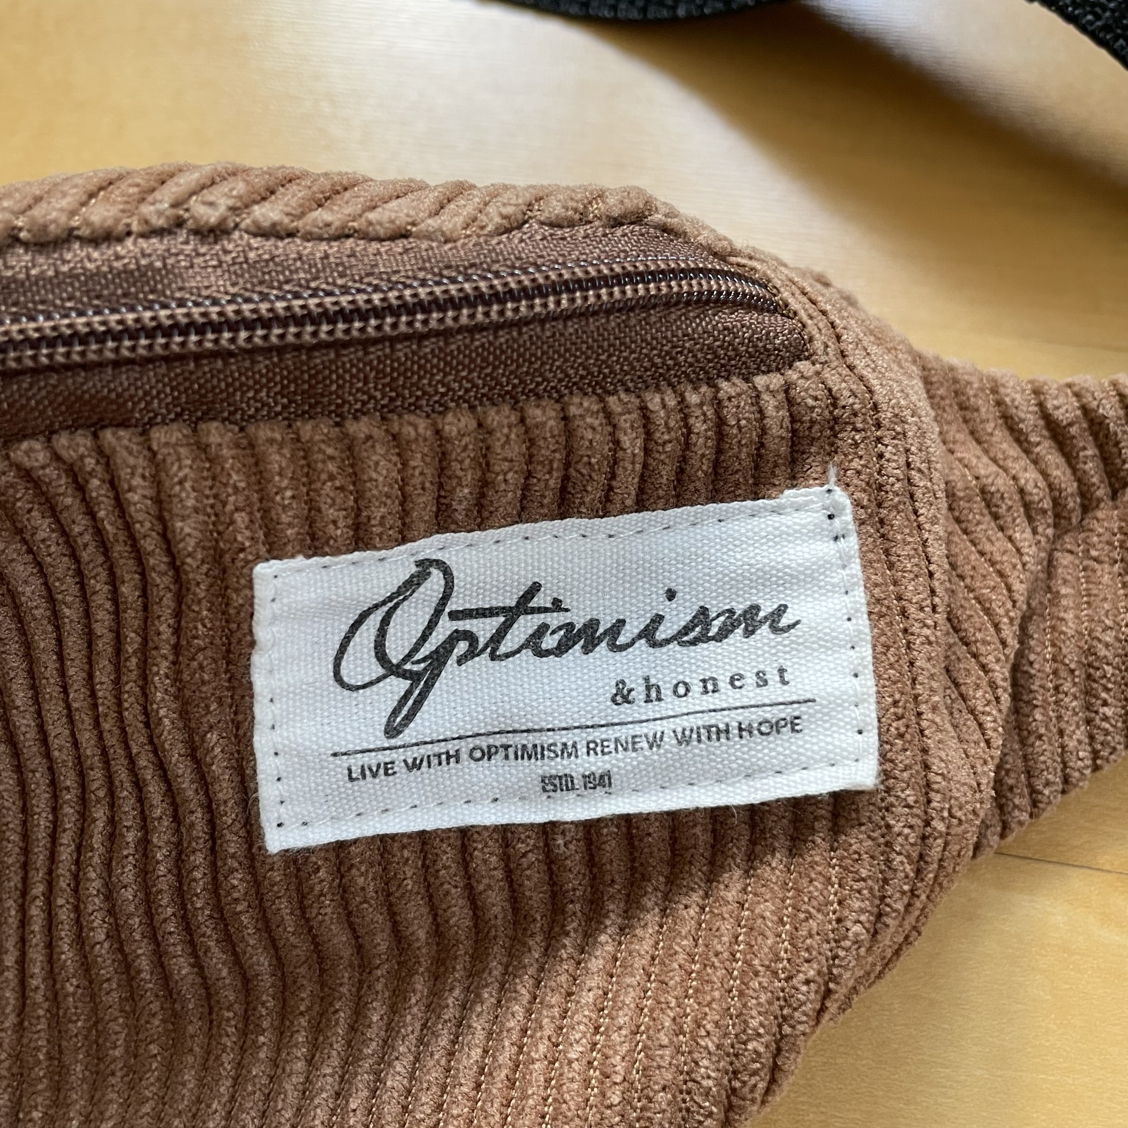 Optimism
&honest
LIVE WITH OPTIMISM RENEW WITH HOPE
ESTD. 1941